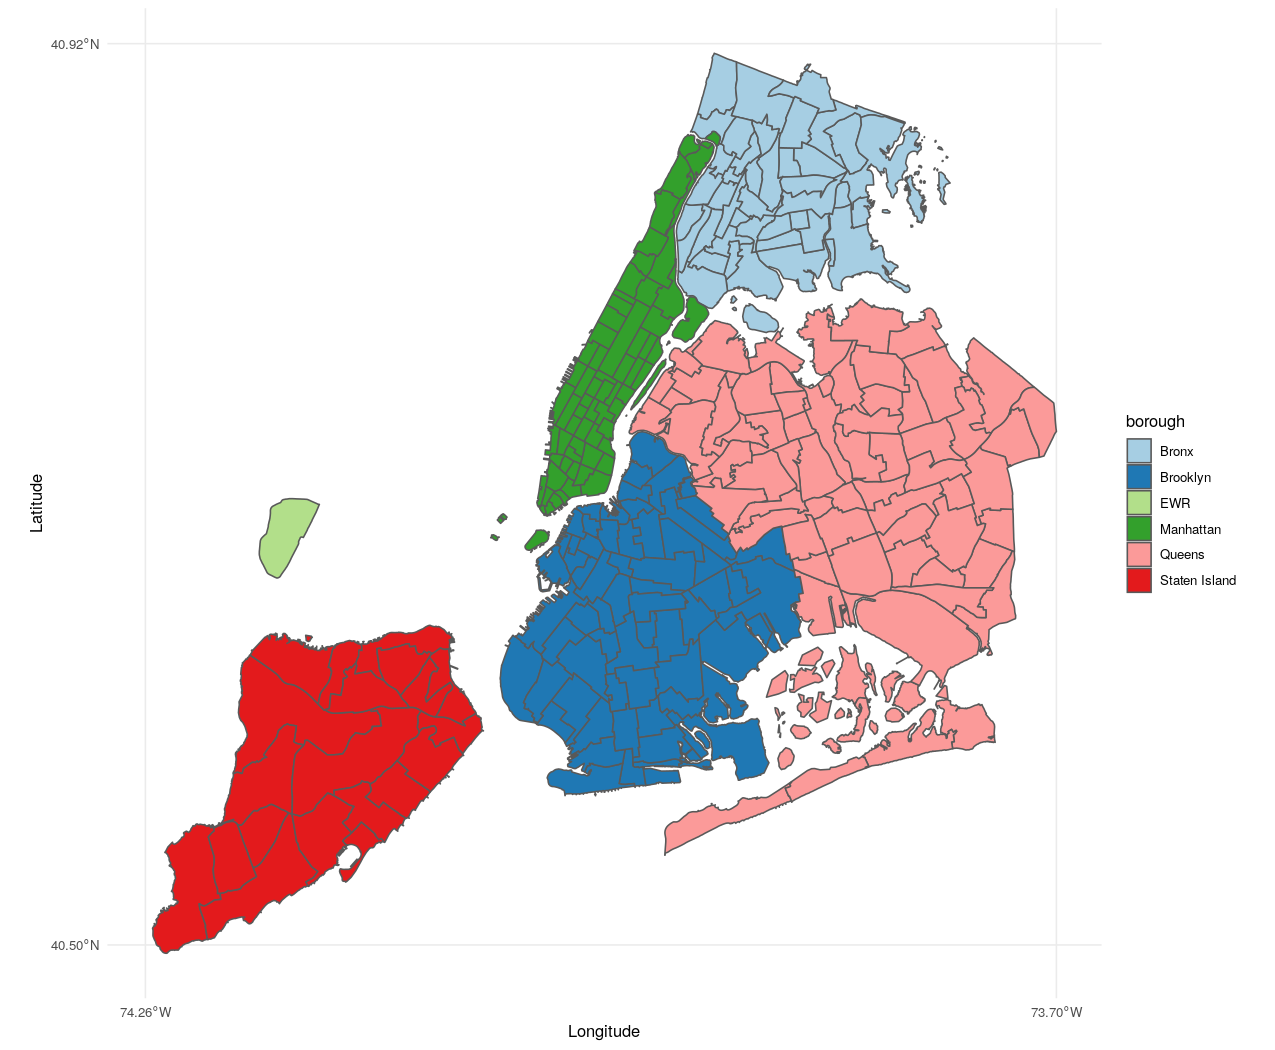 40.92°N
40.50°N
74.26°W
73.70°W
Longitude
Latitude
borough
Bronx
Brooklyn
EWR
Manhattan
Queens
Staten Island